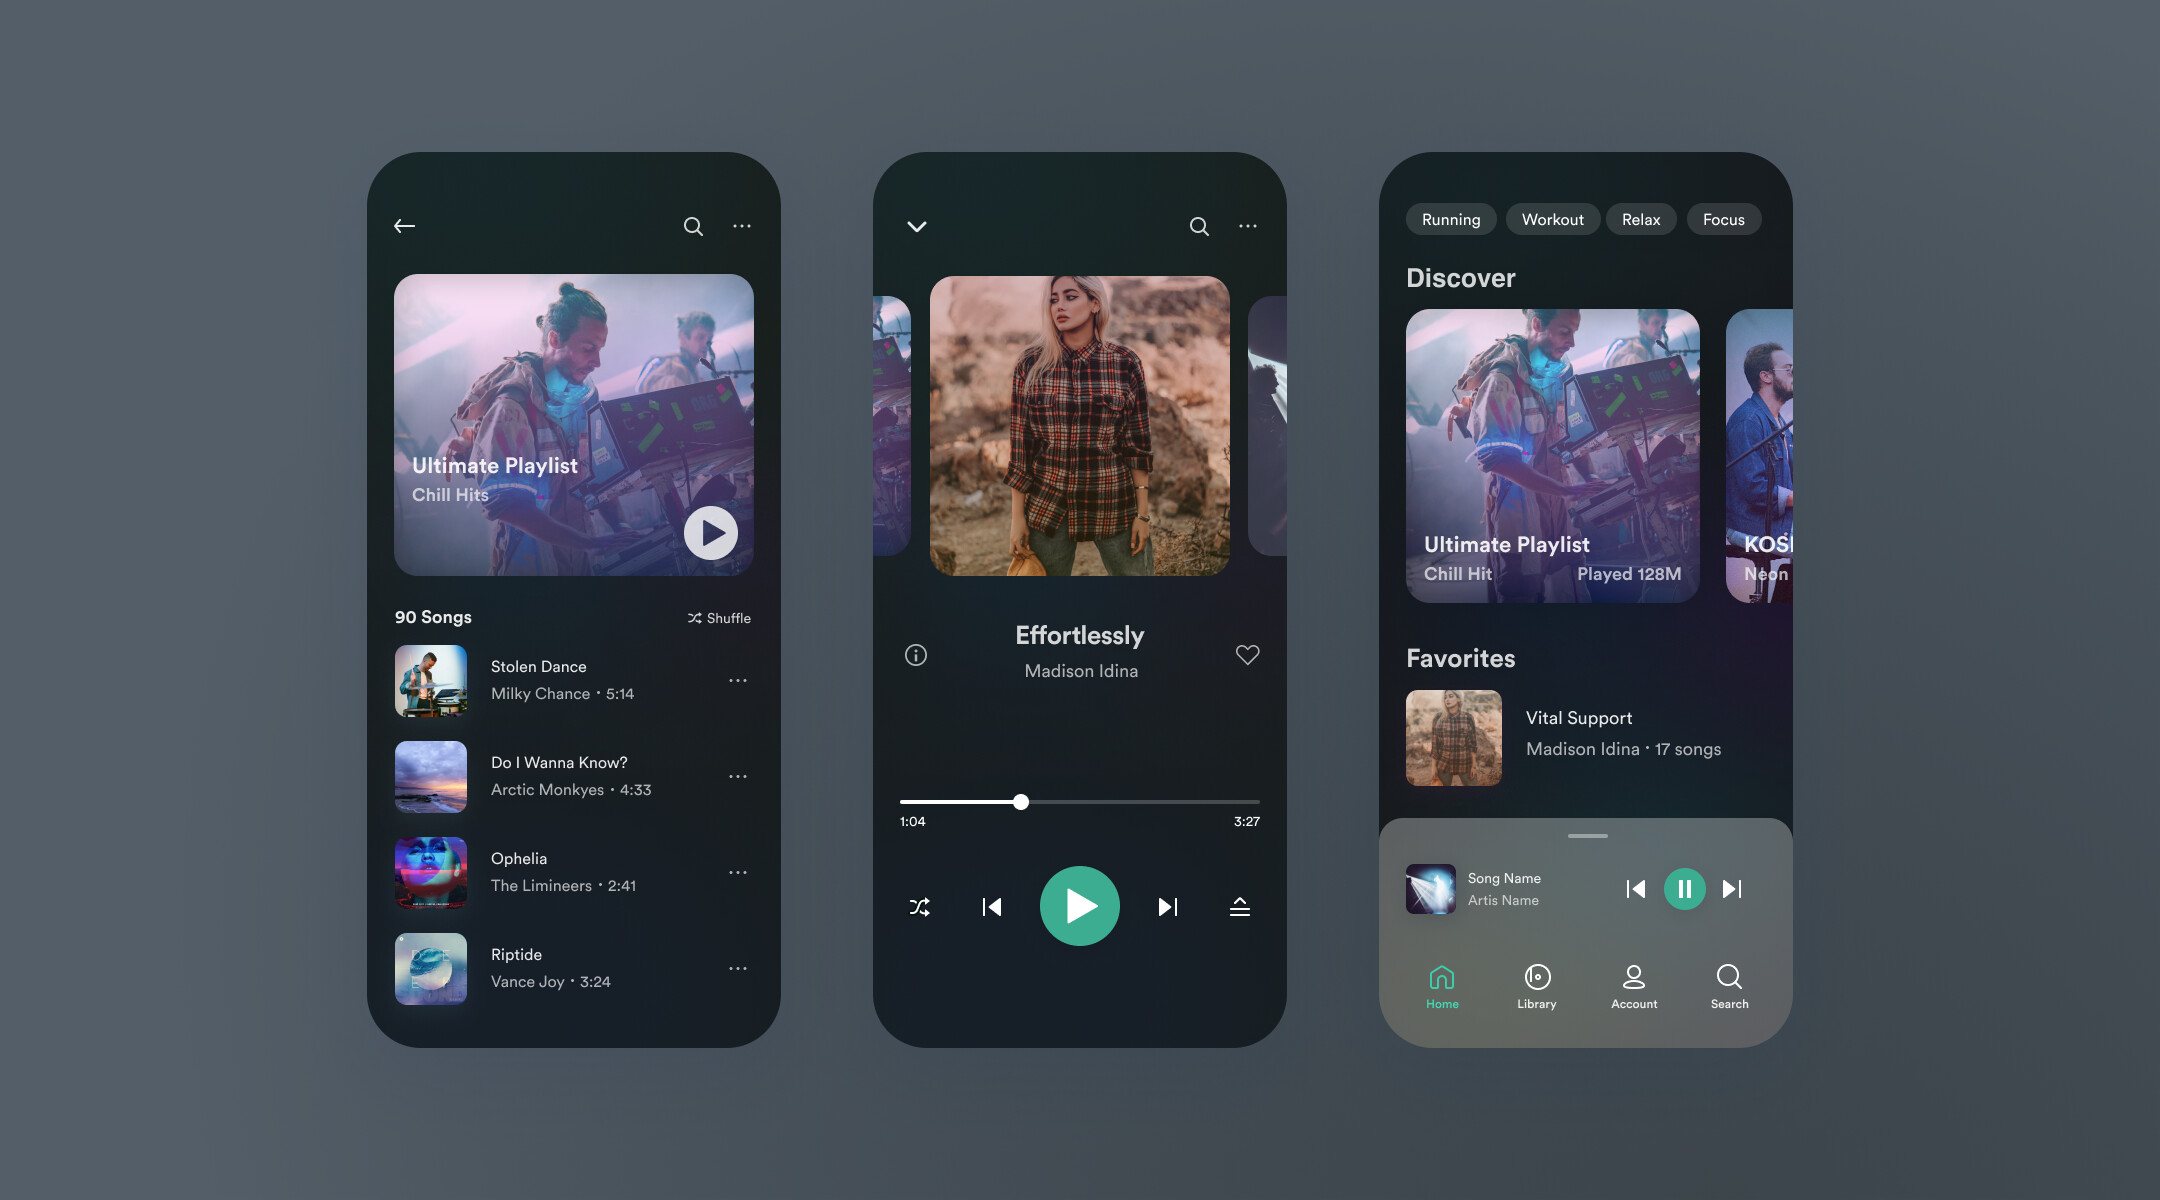 Ultimate Playlist
Chill Hits
90 Songs
Shuffle
Stolen Dance
Milky Chance • 5:14
Do I Wanna Know?
Arctic Monkyes • 4:33
Ophelia
The Limineers • 2:41
Riptide
Vance Joy • 3:24
Effortlessly
Madison Idina
1:04
3:27
Running
Workout
Relax
Focus
Discover
Ultimate Playlist
Chill Hit
Played 128M
Neon
Favorites
Vital Support
Madison Idina • 17 songs
Song Name
Artis Name
Home
Library
Account
Search